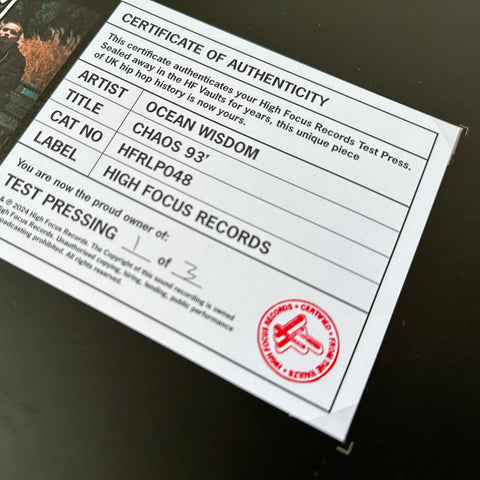 CERTIFICATE OF AUTHENTICITY
This certificate authenticates your High Focus Records Test Press.
Sealed away in the HF Vaults for years, this unique piece
of UK hip hop history is now yours.
ARTIST OCEAN WISDOM
TITLE CHAOS 93'
CAT NO HFRLP048
LABEL HIGH FOCUS RECORDS
You are now the proud owner of:
TEST PRESSING 1 of 3
& ℗ 2024 High Focus Records. The Copyright of this sound recording is owned
High Focus Records. Unauthorised copying, hiring, lending, public performance
broadcasting prohibited. All rights reserved.
HIGH FOCUS RECORDS • CERTIFIED • FROM THE VAULTS •